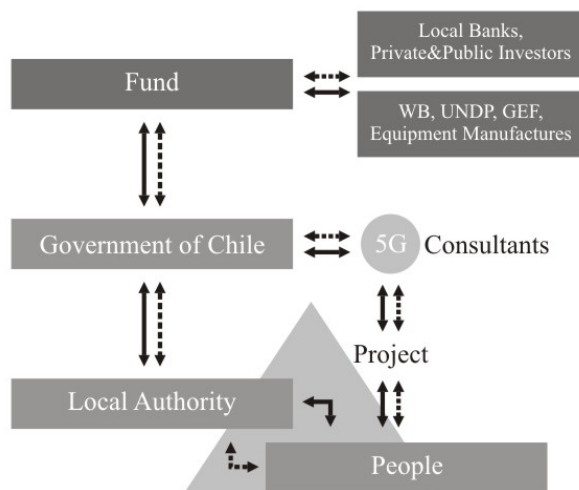 Local Banks,
Private&Public Investors
Fund
WB, UNDP, GEF,
Equipment Manufactures
Government of Chile
5G Consultants
Project
Local Authority
People